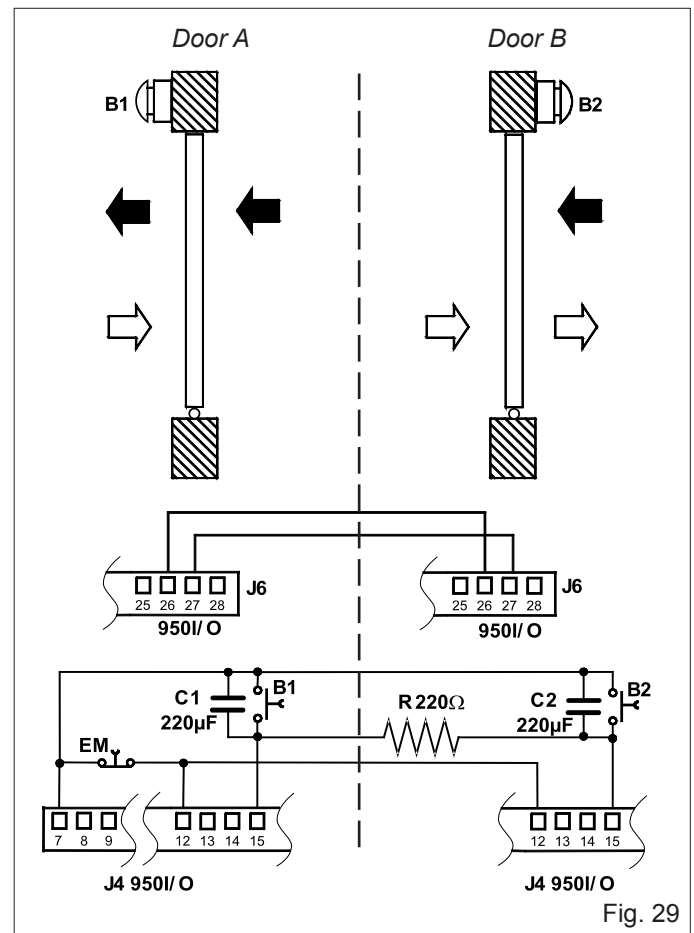 Door A Door B
B1 B2
25 26 27 28 J6 25 26 27 28 J6
950I/O 950I/O
C1 B1 C2 B2
220µF R 220Ω 220µF
EM
7 8 9 12 13 14 15 12 13 14 15
J4 950I/O J4 950I/O
Fig. 29